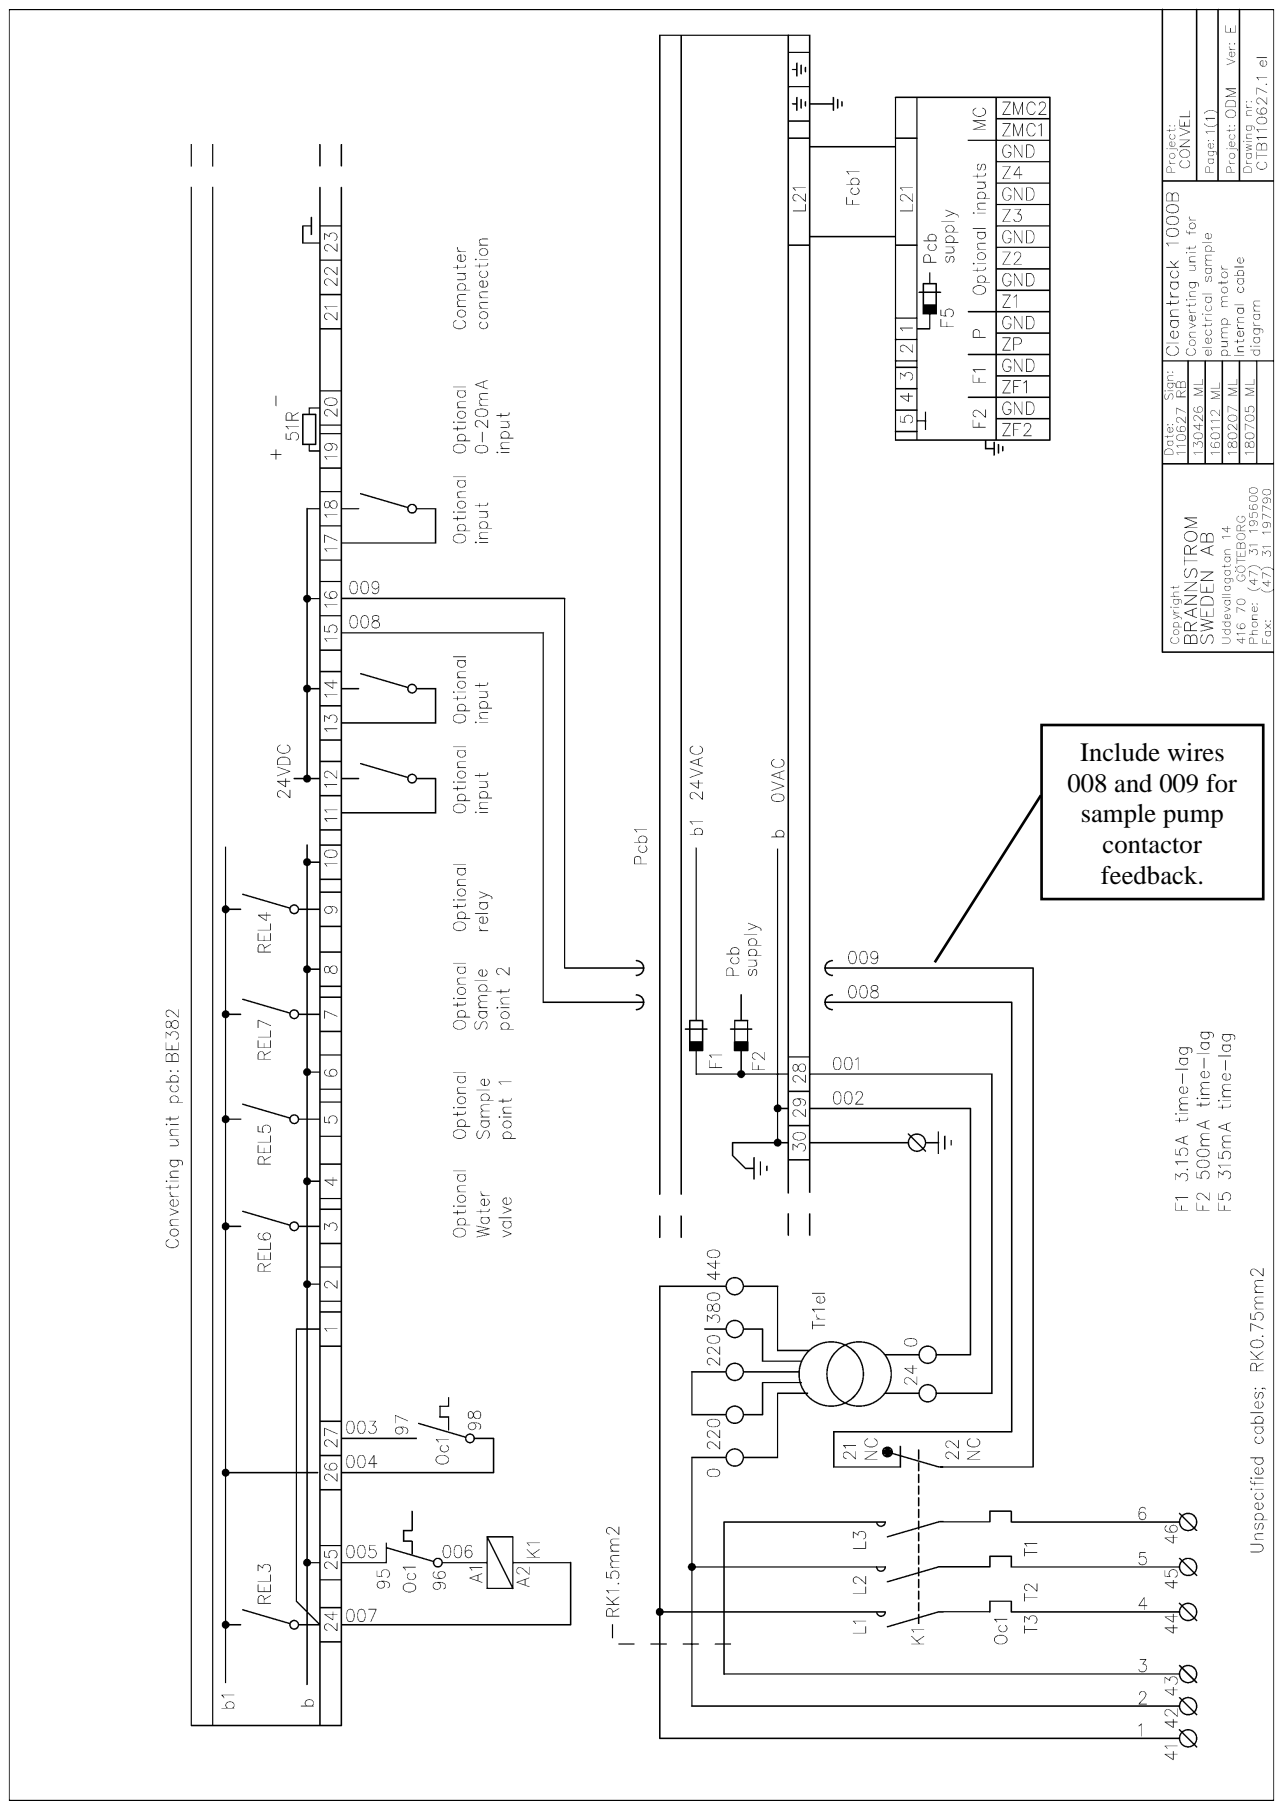 Converting unit pcb: BE382
b1
b
REL3
REL6
REL5
REL7
REL4
24VDC
+ 51R -
24 25 26 27 1 2 3 4 5 6 7 8 9 10 11 12 13 14 15 16 17 18 19 20 21 22 23
007
005
95
Oc1
96
006
A1
A2
K1
004
003
97
Oc1
98
008
009
Optional
Water
valve
Optional
Sample
point 1
Optional
Sample
point 2
Optional
relay
Optional
input
Optional
input
Optional
input
Optional
0-20mA
input
Computer
connection
Pcb1
b1 24VAC
b 0VAC
F1
F2
Pcb
supply
30 29 28
L21
Fcb1
L21
001
002
008
009
Include wires
008 and 009 for
sample pump
contactor
feedback.
5 4 3 2 1
F5
Pcb
supply
F2 F1 P Optional inputs MC
ZF2
GND
ZF1
GND
ZP
GND
Z1
GND
Z2
GND
Z3
GND
Z4
GND
ZMC1
ZMC2
0 220 220 380 440
Tr1el
24 0
21
NC
22
NC
RK1.5mm2
L1 L2 L3
K1
Oc1
T3 T2 T1
1 2 3 4 5 6
41 42 43 44 45 46
F1 3.15A time-lag
F2 500mA time-lag
F5 315mA time-lag
Unspecified cables; RK0.75mm2
Copyright
BRANNSTROM
SWEDEN AB
Uddevallagatan 14
416 70 GÖTEBORG
Phone: (47) 31 195600
Fax: (47) 31 197790
Date: Sign:
110627 RB
130426 ML
160112 ML
180207 ML
180705 ML
Cleantrack 1000B
Converting unit for
electrical sample
pump motor
Internal cable
diagram
Project:
CONVEL
Page: 1(1)
Project: ODM Ver: E
Drawing nr:
CTB110627.1 el